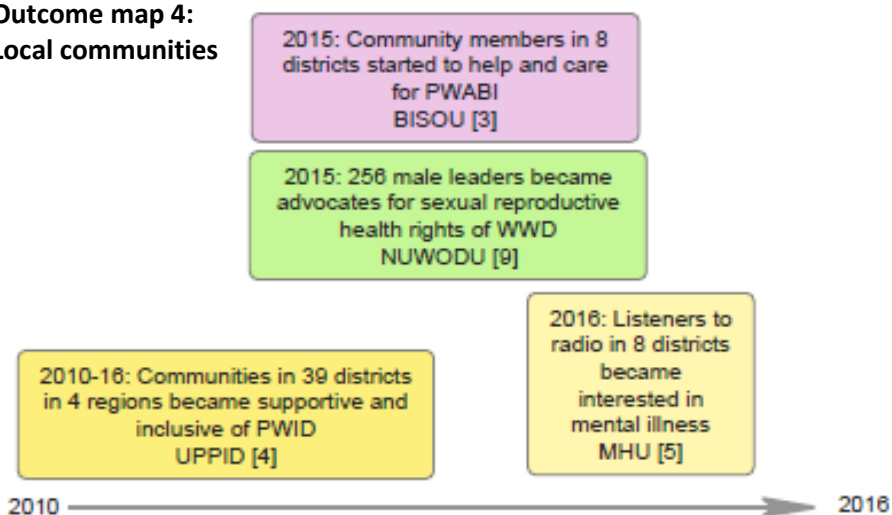 Outcome map 4:
Local communities
2015: Community members in 8
districts started to help and care
for PWABI
BISOU [3]
2015: 256 male leaders became
advocates for sexual reproductive
health rights of WWD
NUWODU [9]
2016: Listeners to
radio in 8 districts
became
interested in
mental illness
MHU [5]
2010-16: Communities in 39 districts
in 4 regions became supportive and
inclusive of PWID
UPPID [4]
2010
2016